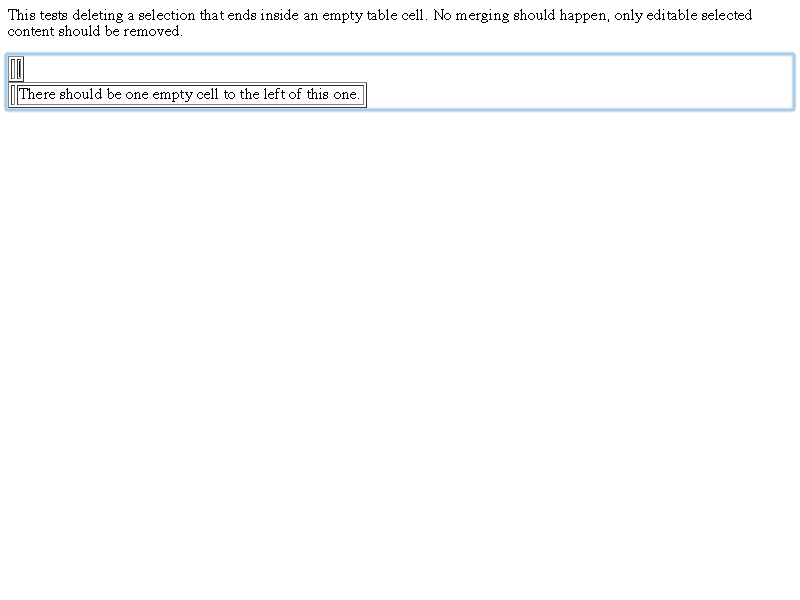 This tests deleting a selection that ends inside an empty table cell. No merging should happen, only editable selected
content should be removed.
There should be one empty cell to the left of this one.